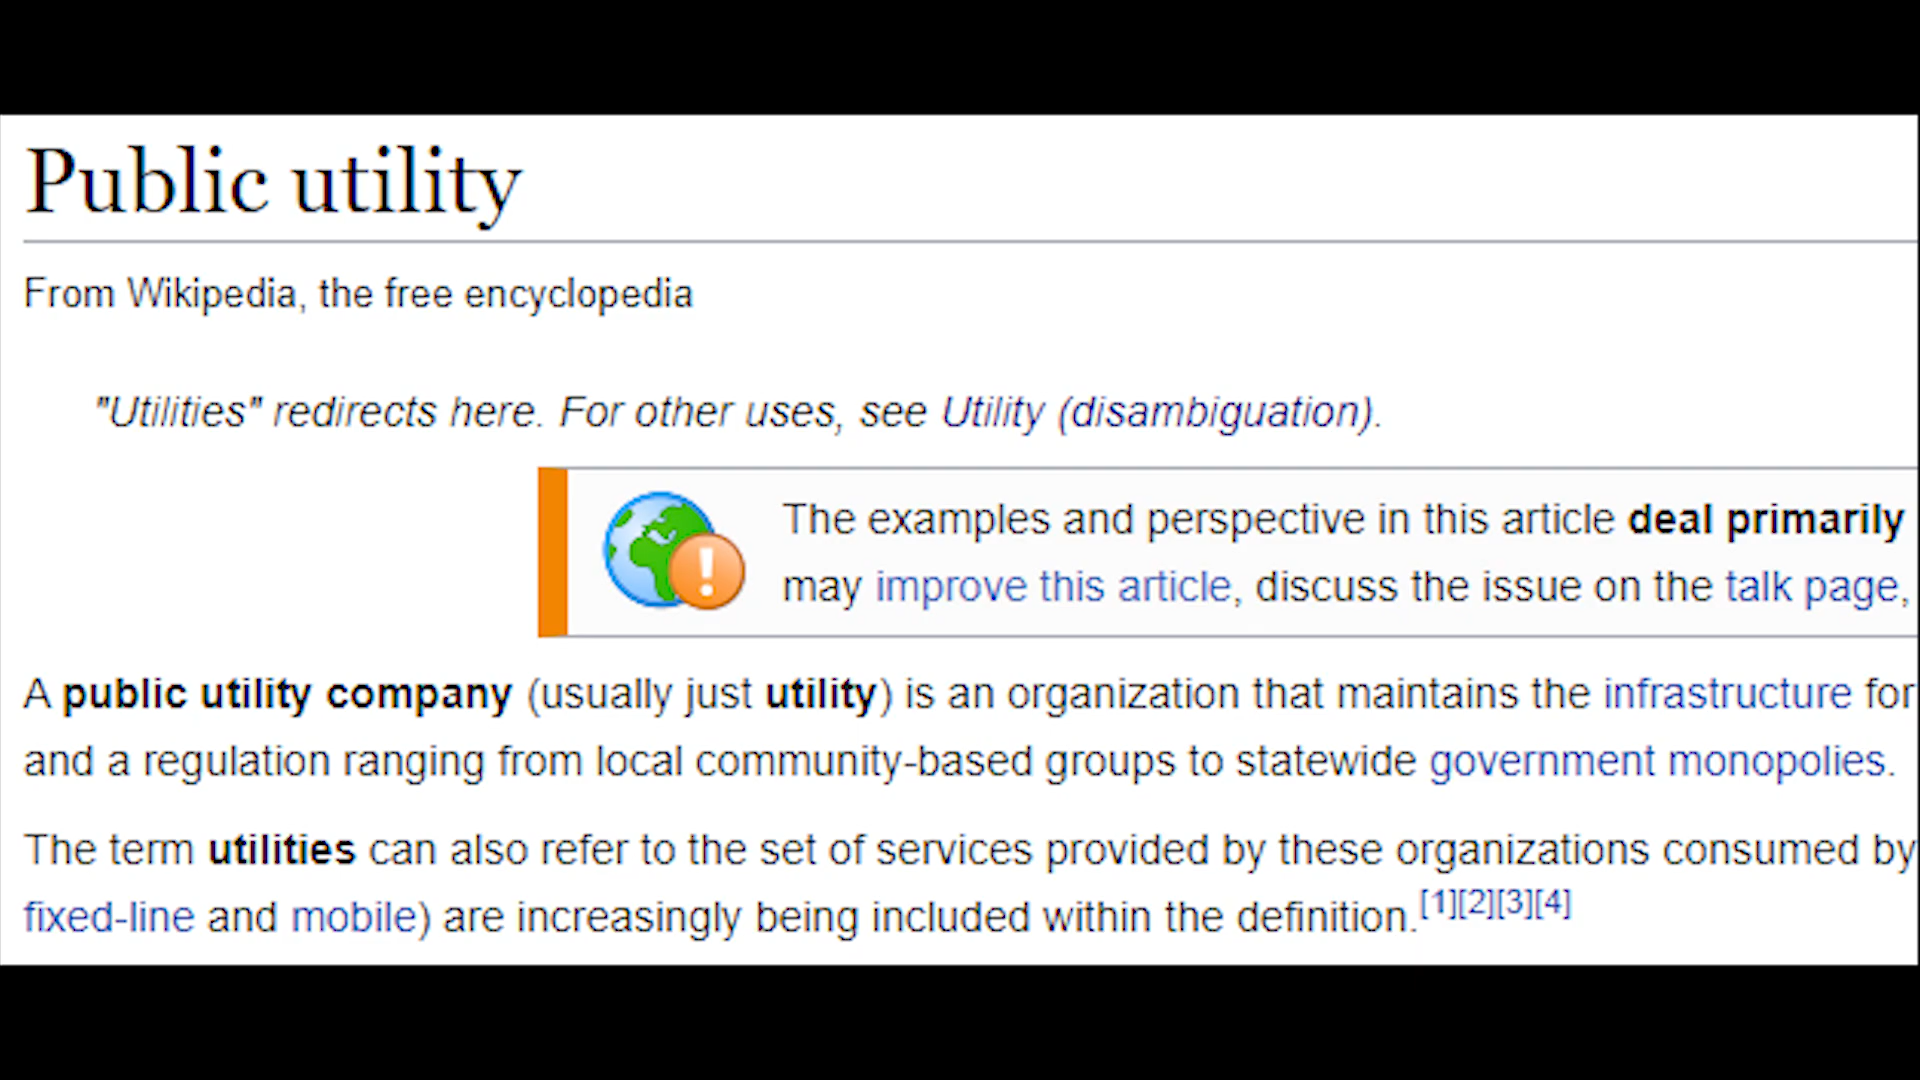 Public utility
From Wikipedia, the free encyclopedia
"Utilities" redirects here. For other uses, see Utility (disambiguation).
The examples and perspective in this article deal primarily
may improve this article, discuss the issue on the talk page,
A public utility company (usually just utility) is an organization that maintains the infrastructure for
and a regulation ranging from local community-based groups to statewide government monopolies.
The term utilities can also refer to the set of services provided by these organizations consumed by
fixed-line and mobile) are increasingly being included within the definition.[1][2][3][4]